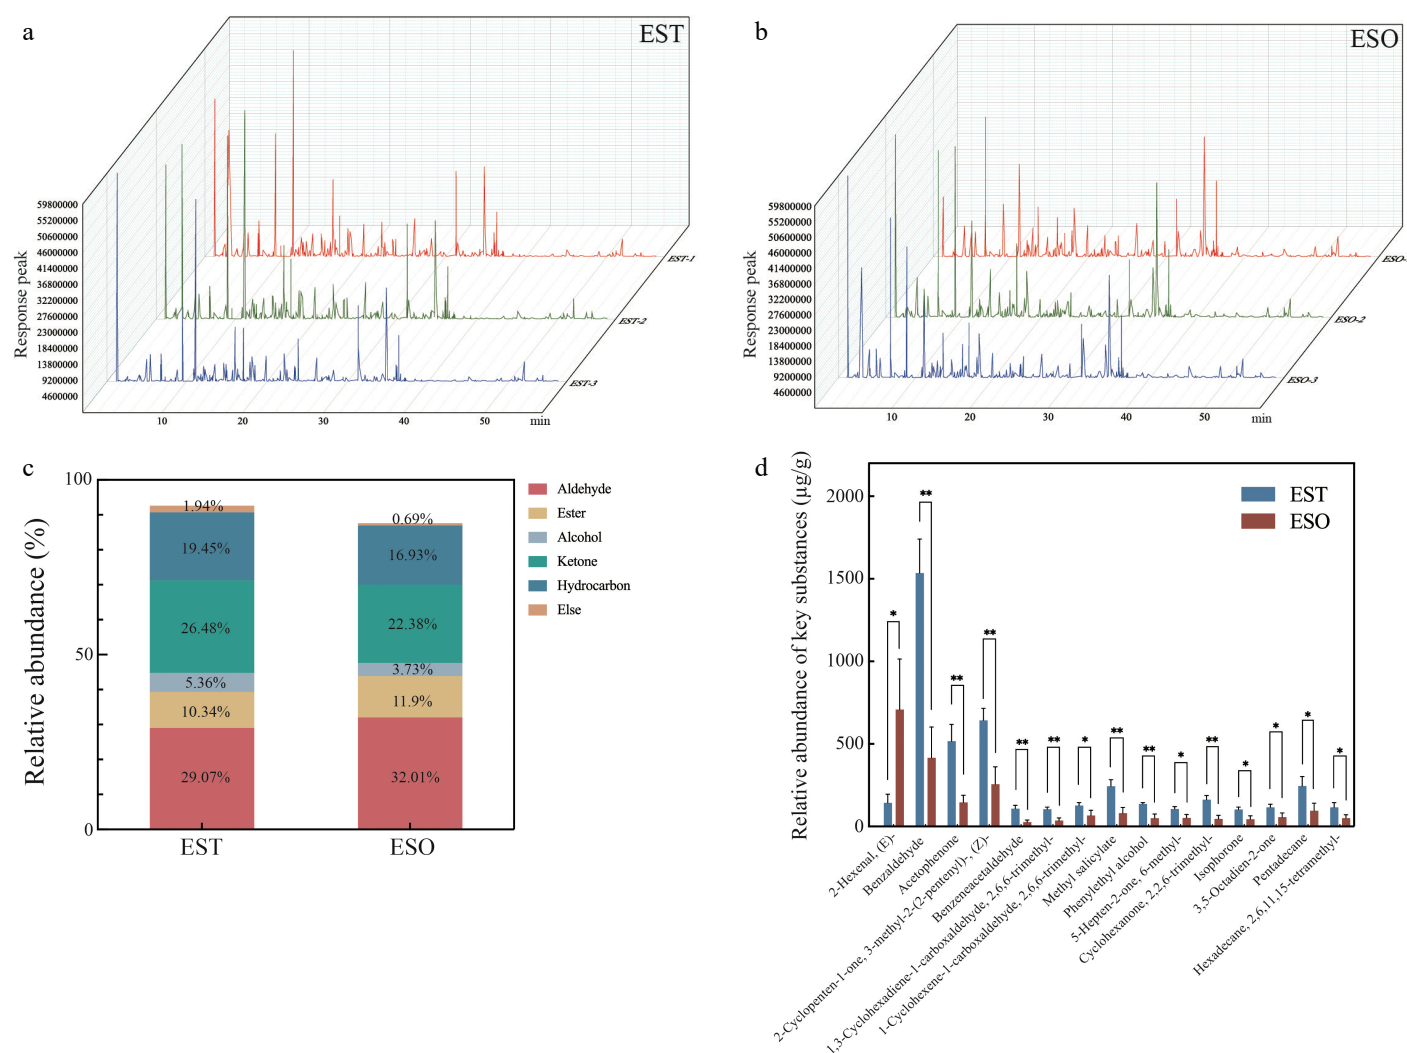 a
EST
Response peak
59800000
55200000
50600000
46000000
41400000
36800000
32200000
27600000
23000000
18400000
13800000
9200000
4600000
EST-1
EST-2
EST-3
10
20
30
40
50
min
b
ESO
Response peak
59800000
55200000
50600000
46000000
41400000
36800000
32200000
27600000
23000000
18400000
13800000
9200000
4600000
ESO-2
ESO-3
10
20
30
40
50
min
c
Relative abundance (%)
100
50
0
1.94%
19.45%
26.48%
5.36%
10.34%
29.07%
0.69%
16.93%
22.38%
3.73%
11.9%
32.01%
EST
ESO
Aldehyde
Ester
Alcohol
Ketone
Hydrocarbon
Else
d
Relative abundance of key substances (μg/g)
2000
1500
1000
500
0
EST
ESO
*
**
**
**
**
**
*
**
**
*
**
*
*
*
*
2-Hexenal, (E)-
Benzaldehyde
Acetophenone
2-Cyclopenten-1-one, 3-methyl-2-(2-pentenyl)-, (Z)-
Benzeneacetaldehyde
1,3-Cyclohexadiene-1-carboxaldehyde, 2,6,6-trimethyl-
1-Cyclohexene-1-carboxaldehyde, 2,6,6-trimethyl-
Methyl salicylate
Phenylethyl alcohol
5-Hepten-2-one, 6-methyl-
Cyclohexanone, 2,2,6-trimethyl-
Isophorone
3,5-Octadien-2-one
Pentadecane
Hexadecane, 2,6,11,15-tetramethyl-